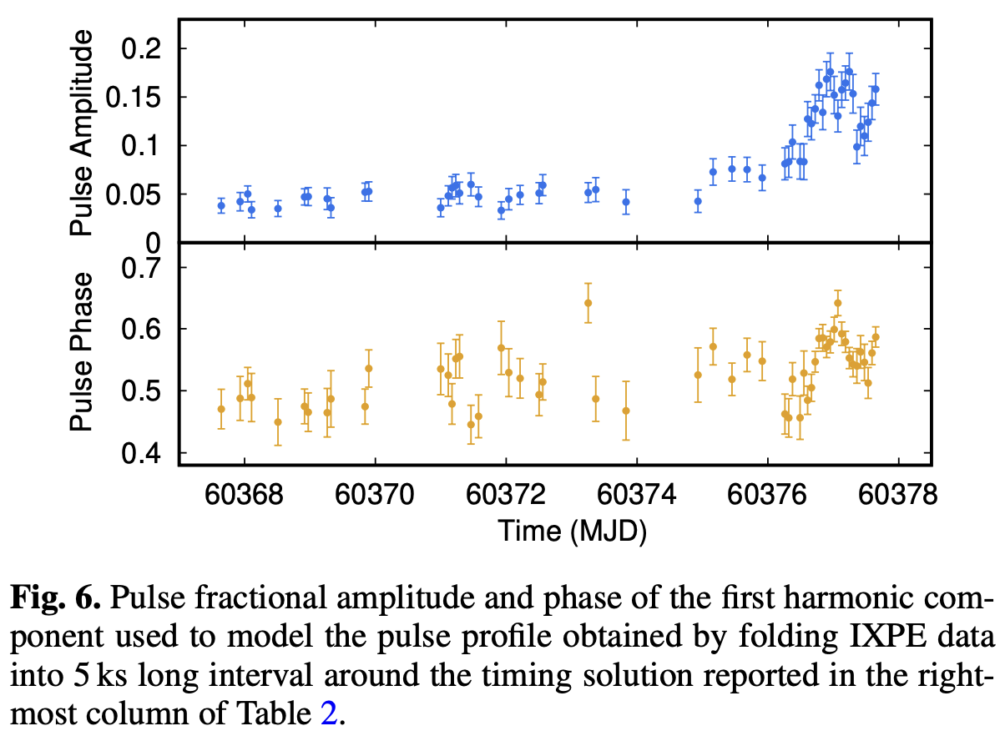 Pulse Amplitude
0.2
0.15
0.1
0.05
0
Pulse Phase
0.7
0.6
0.5
0.4
60368 60370 60372 60374 60376 60378
Time (MJD)
Fig. 6. Pulse fractional amplitude and phase of the first harmonic com-
ponent used to model the pulse profile obtained by folding IXPE data
into 5 ks long interval around the timing solution reported in the right-
most column of Table 2.